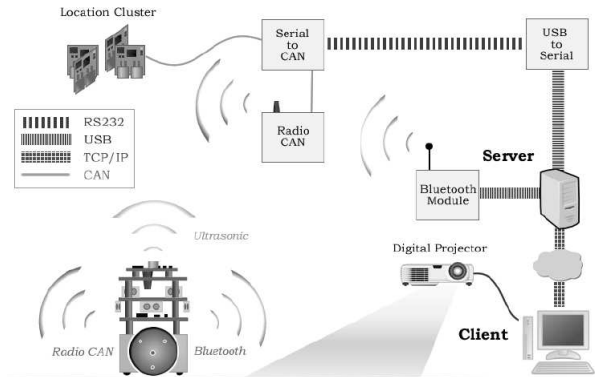 Location Cluster
Serial
to
CAN
USB
to
Serial
RS232
USB
TCP/IP
CAN
Radio
CAN
Server
Bluetooth
Module
Ultrasonic
Digital Projector
Client
Radio CAN
Bluetooth